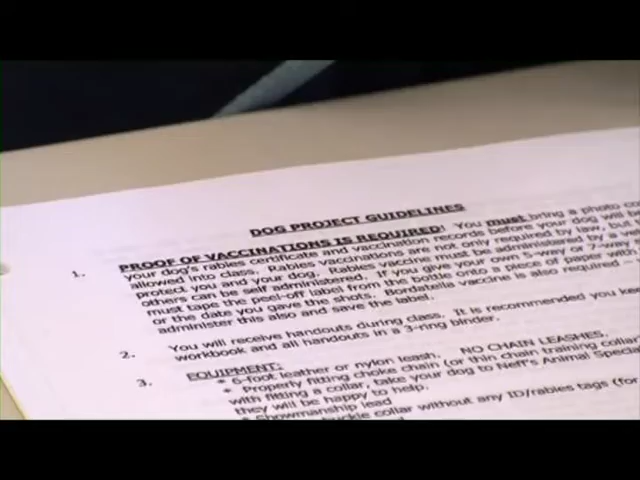 DOG PROJECT GUIDELINES
1. PROOF OF VACCINATIONS IS REQUIRED! You must bring a photo
your dog's rabies certificate and vaccination records before your dog will
allowed into class. Rabies vaccinations are not only required by law, but
protect you and your dog. Rabies vaccine must be administered by a
others can be self administered. If you give your own 5-way or 7-way
must tape the peel-off label from the bottle onto a piece of paper with
or the date you gave the shots. Bordatella vaccine is also required
administer this also and save the label.
2. You will receive handouts during class. It is recommended you
workbook and all handouts in a 3-ring binder.
3. EQUIPMENT:
* 6-foot leather or nylon leash. NO CHAIN LEASHES.
* Properly fitting choke chain (or thin chain training
with fitting a collar, take your dog to Neff's Animal
they will be happy to help.
* Showmanship lead
buckle collar without any ID/rabies tags